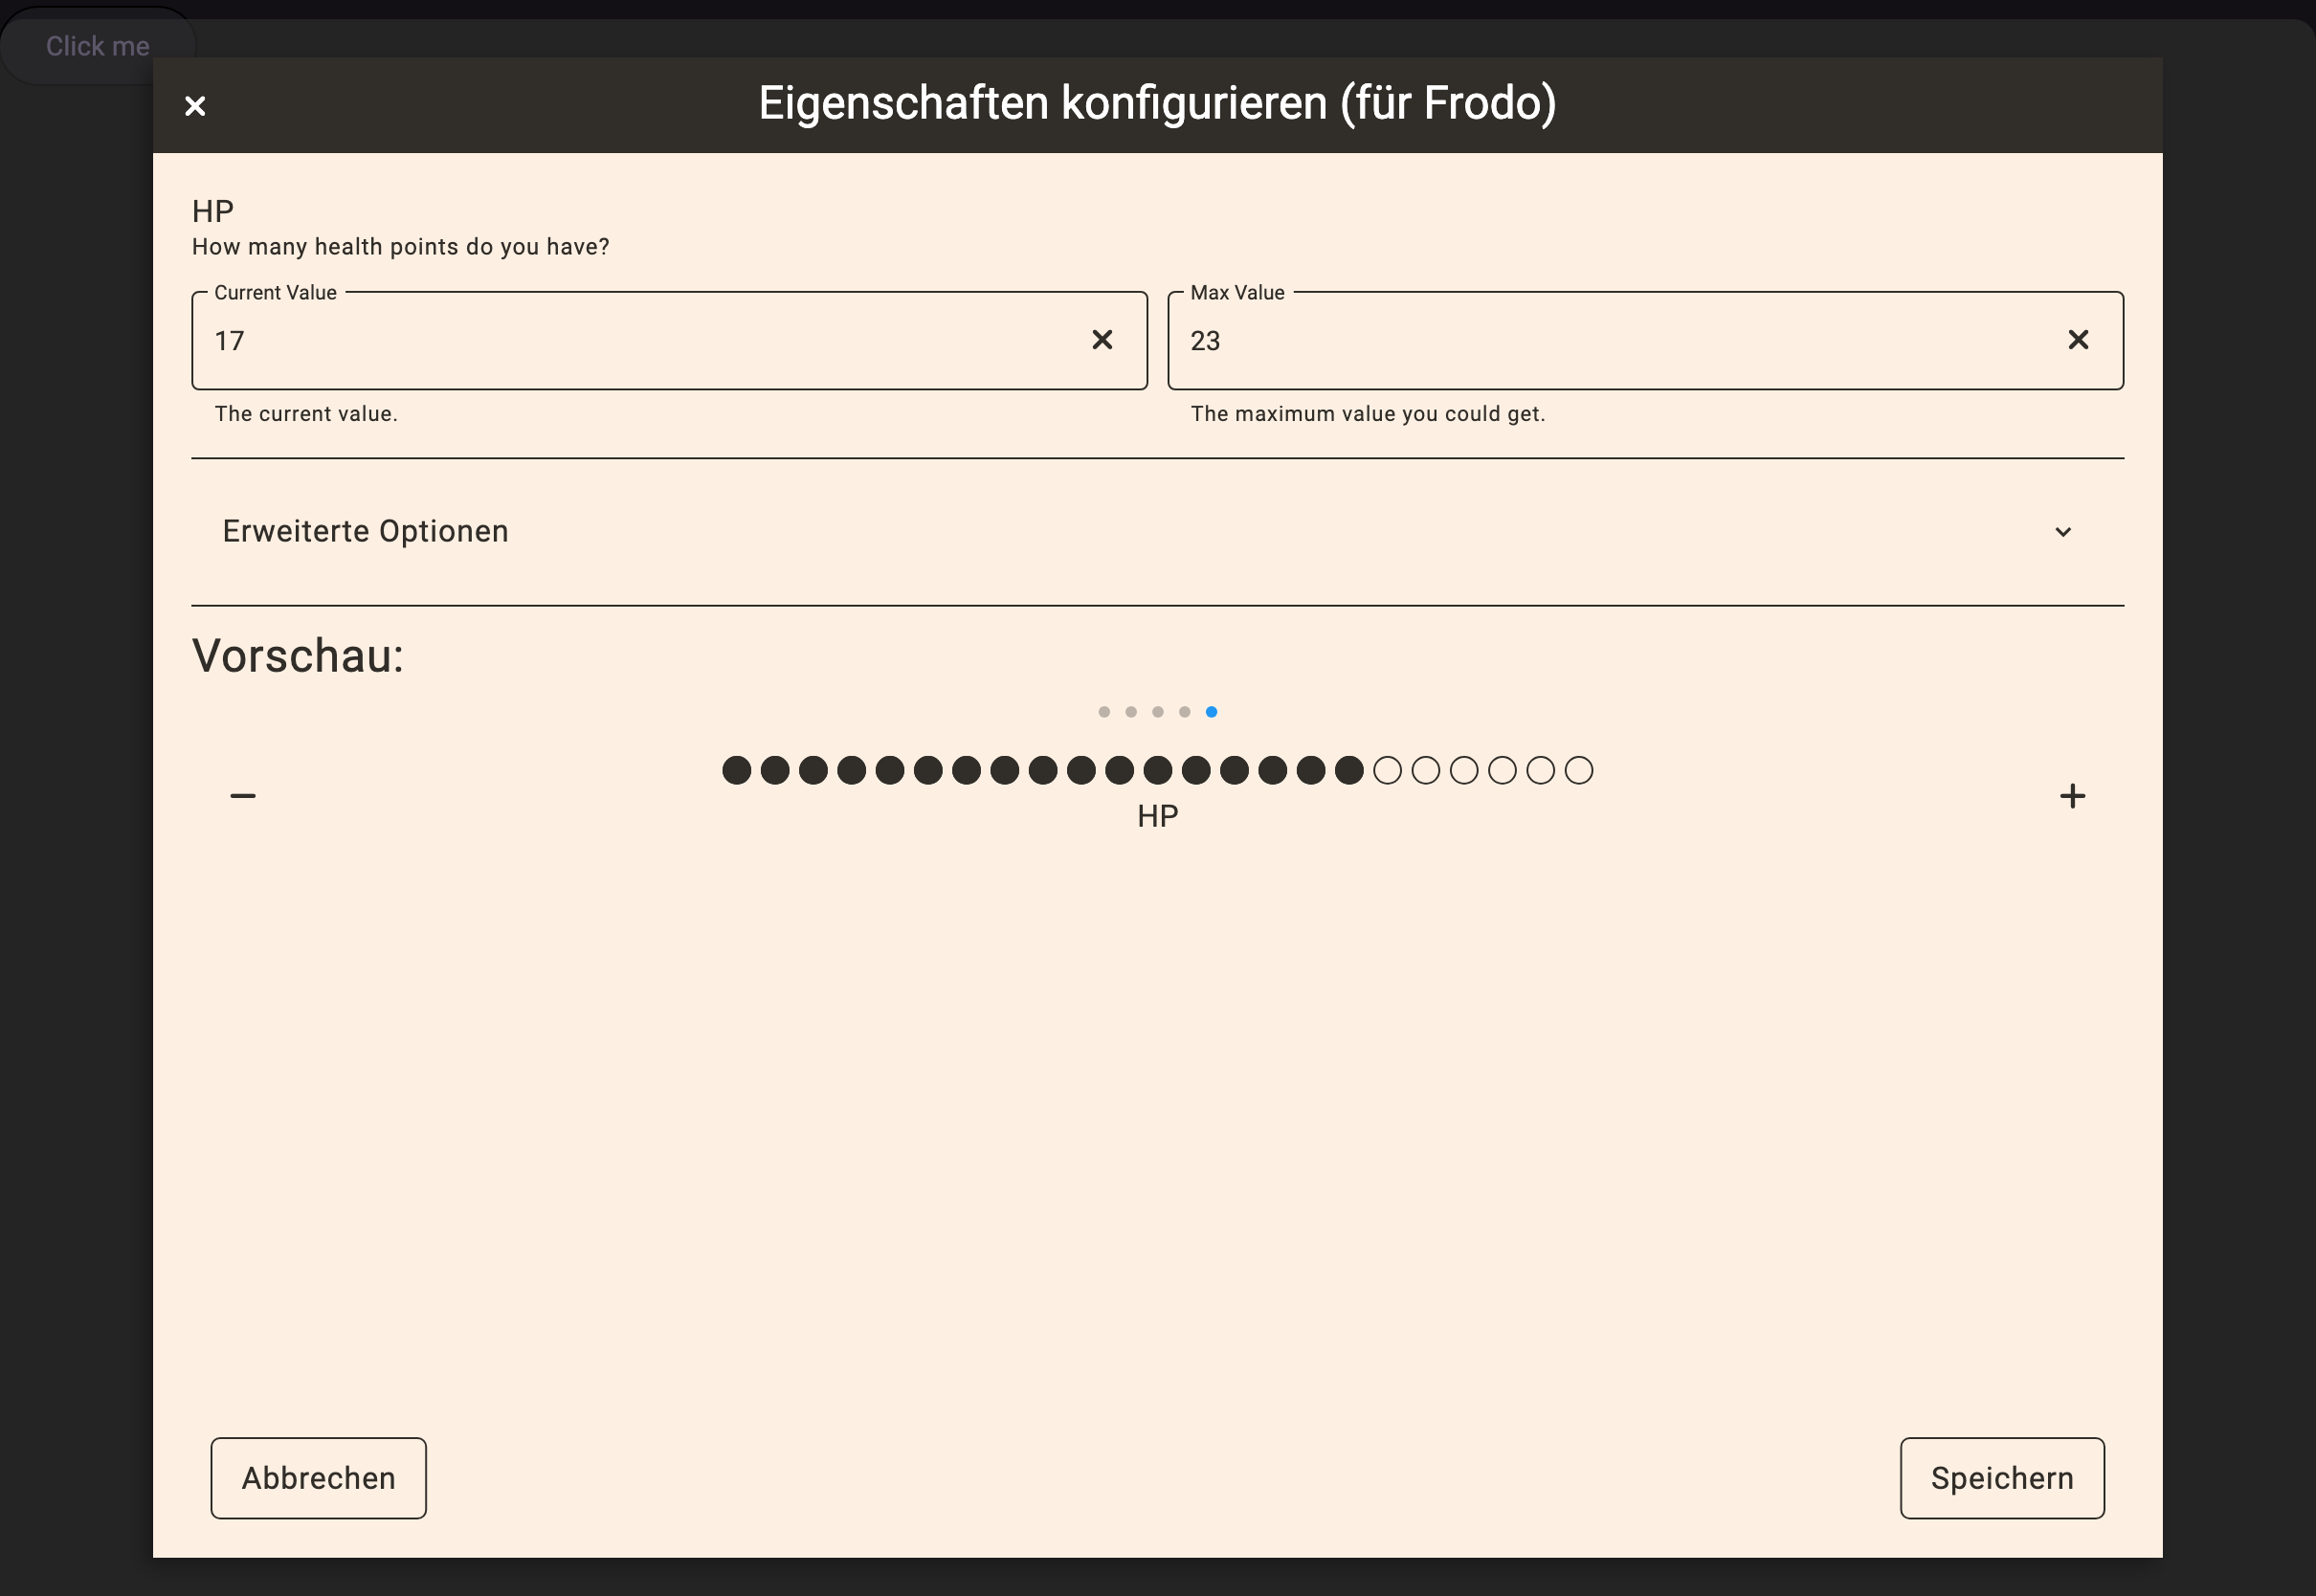 Click me
Eigenschaften konfigurieren (für Frodo)
HP
How many health points do you have?
Current Value
17
The current value.
Max Value
23
The maximum value you could get.
Erweiterte Optionen
Vorschau:
HP
Abbrechen
Speichern